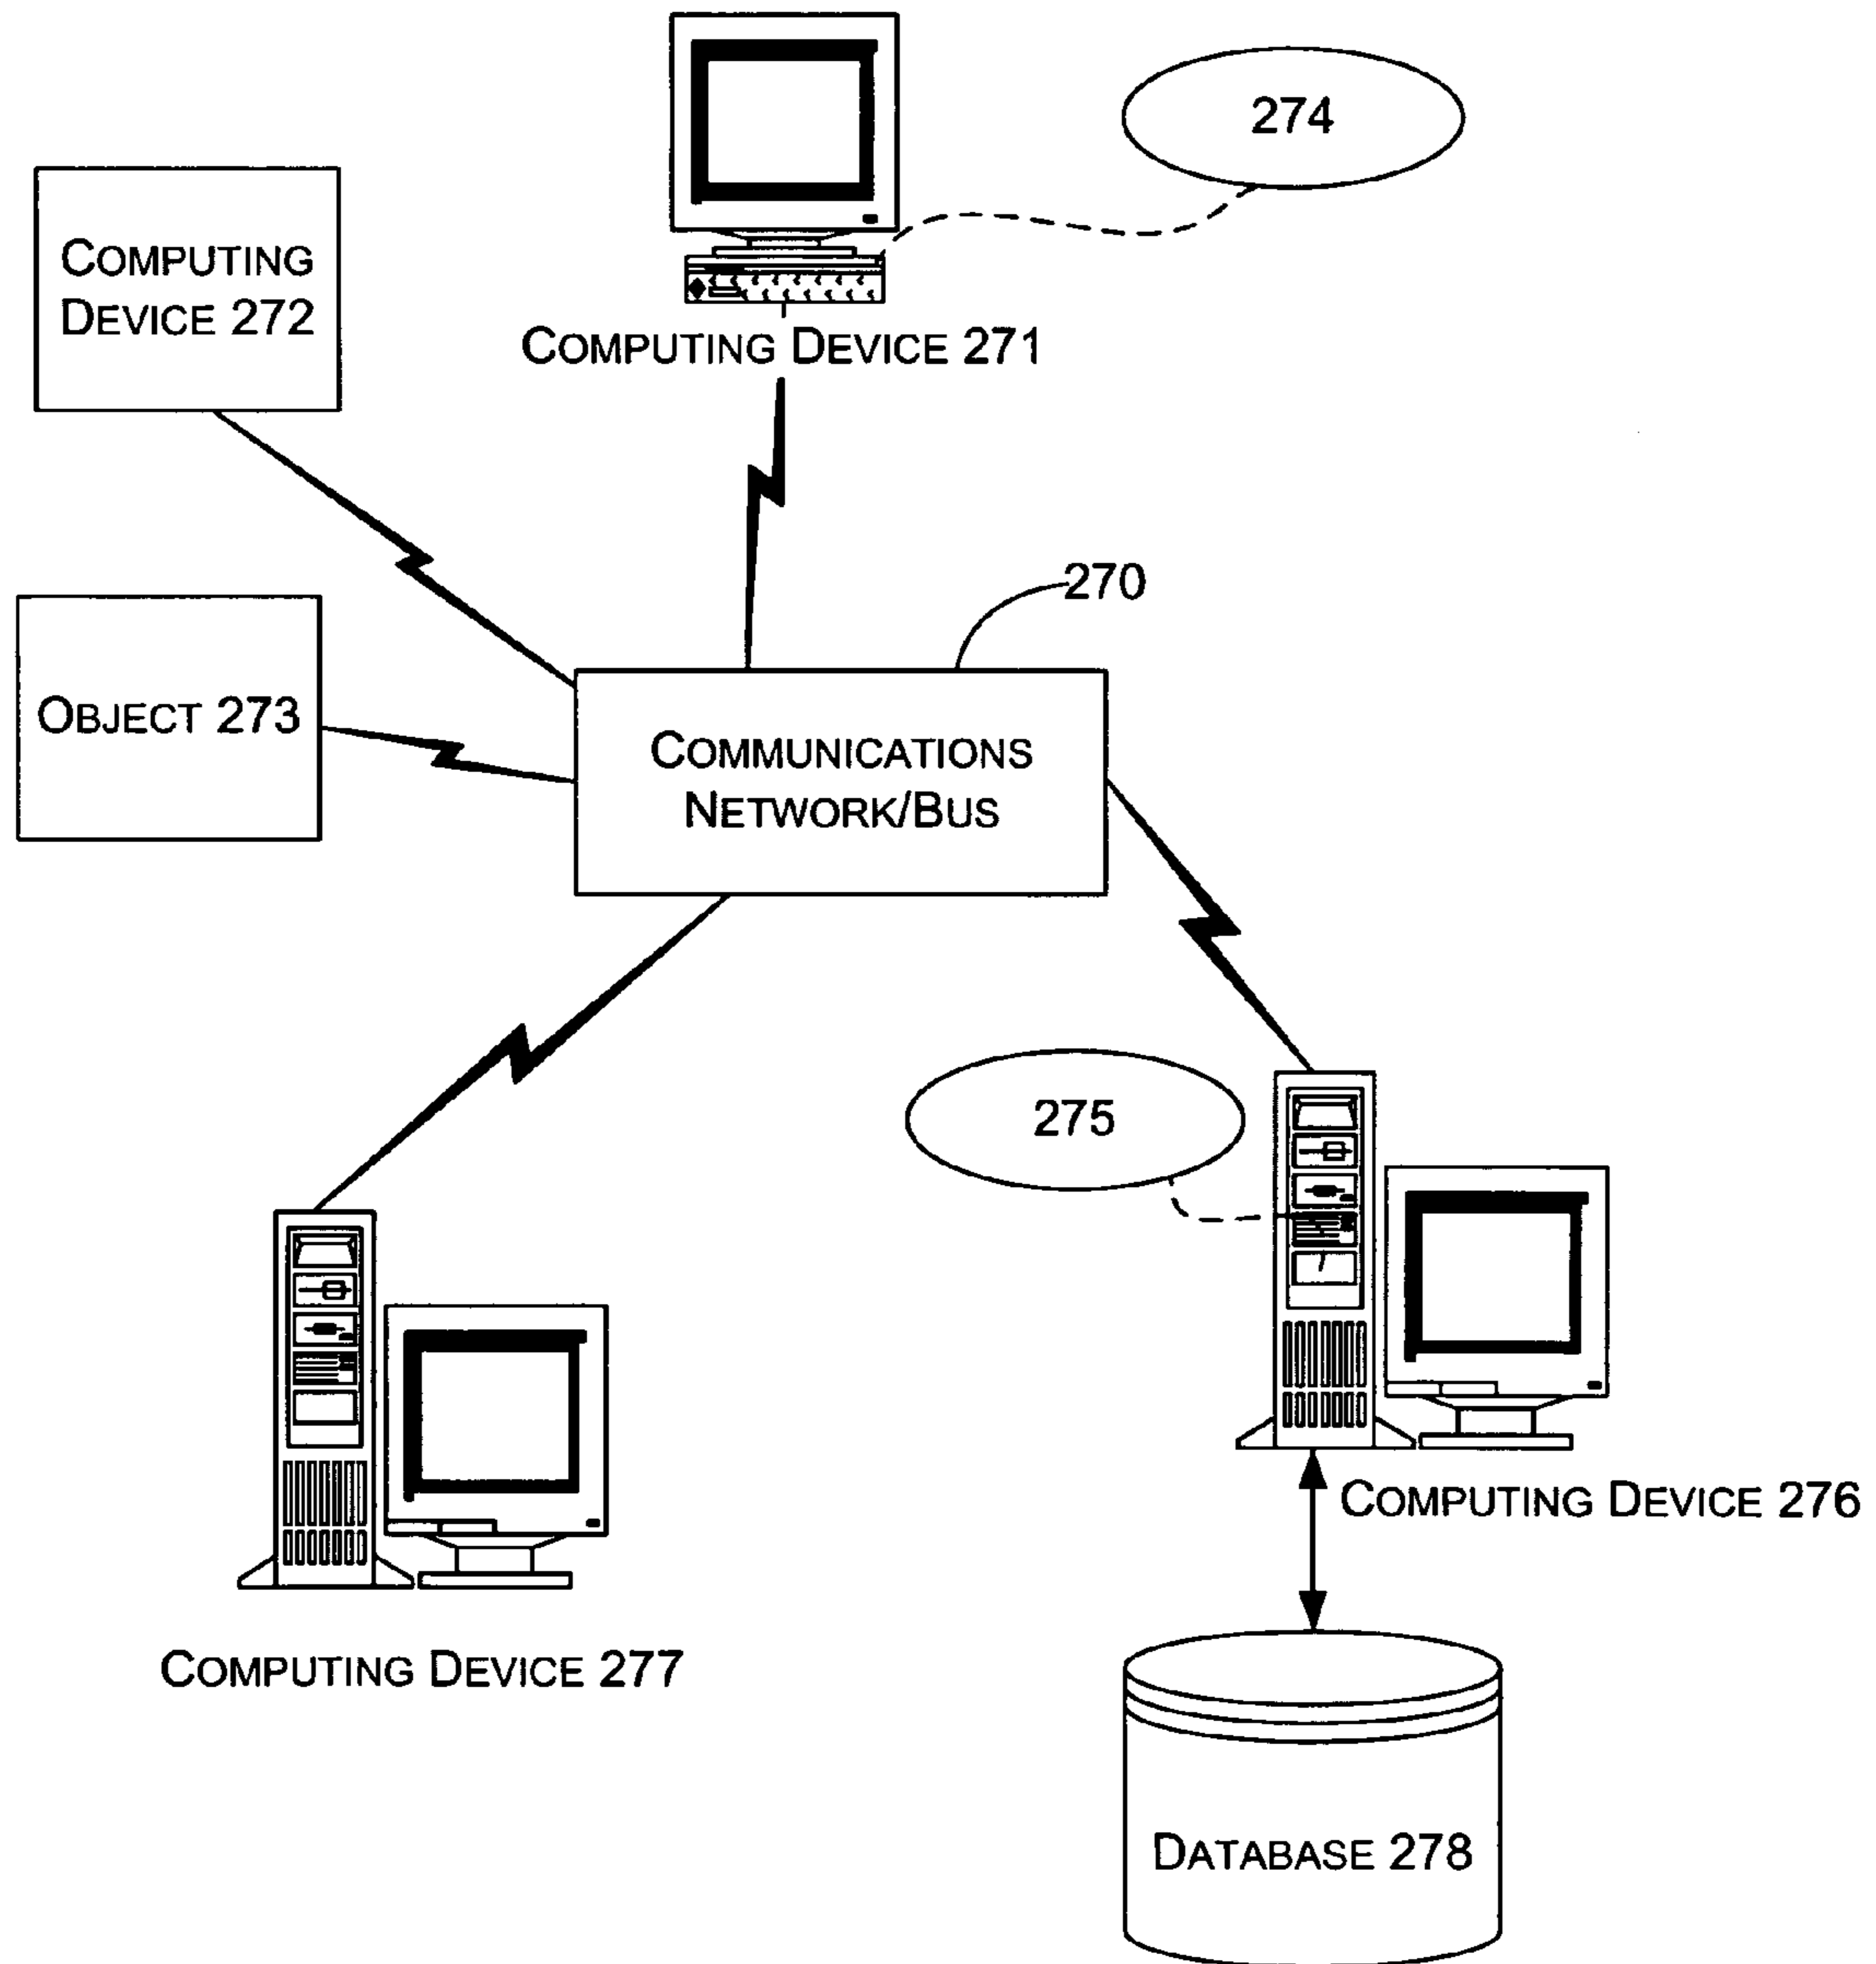 274
COMPUTING
DEVICE 272
COMPUTING DEVICE 271
270
OBJECT 273
COMMUNICATIONS
NETWORK/BUS
275
COMPUTING DEVICE 276
COMPUTING DEVICE 277
DATABASE 278